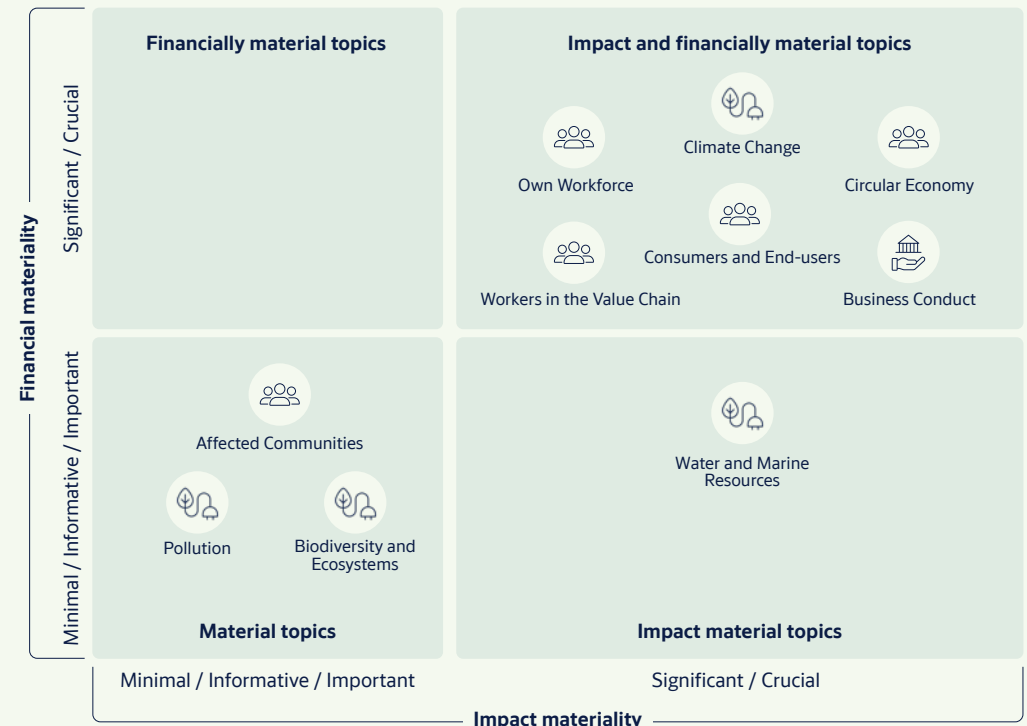 Financially material topics
Impact and financially material topics
Climate Change
Own Workforce
Circular Economy
Consumers and End-users
Workers in the Value Chain
Business Conduct
Financial materiality
Significant / Crucial
Minimal / Informative / Important
Affected Communities
Pollution
Biodiversity and
Ecosystems
Material topics
Water and Marine
Resources
Impact material topics
Minimal / Informative / Important
Significant / Crucial
Impact materiality